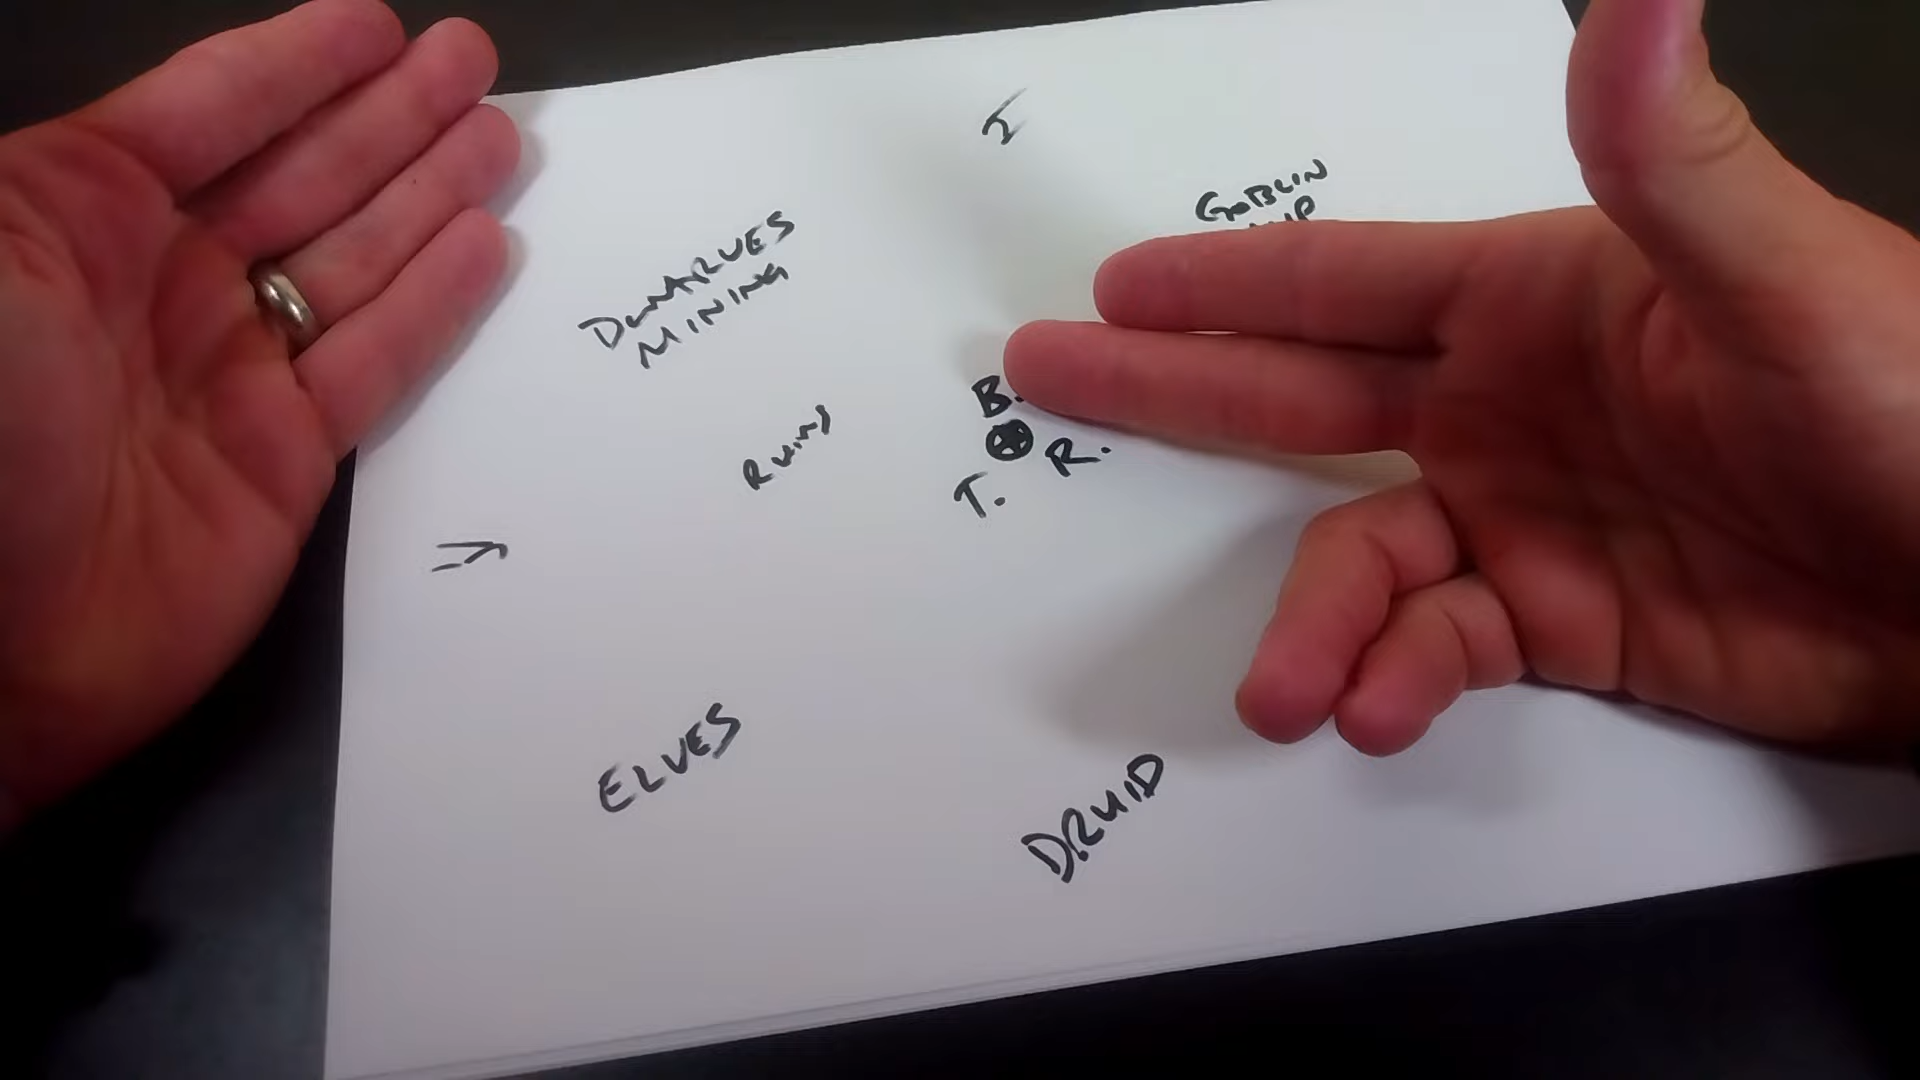 I
GOBLIN
DWARVES
MINING
B.
RUINS
R.
T.
ELVES
DRUID